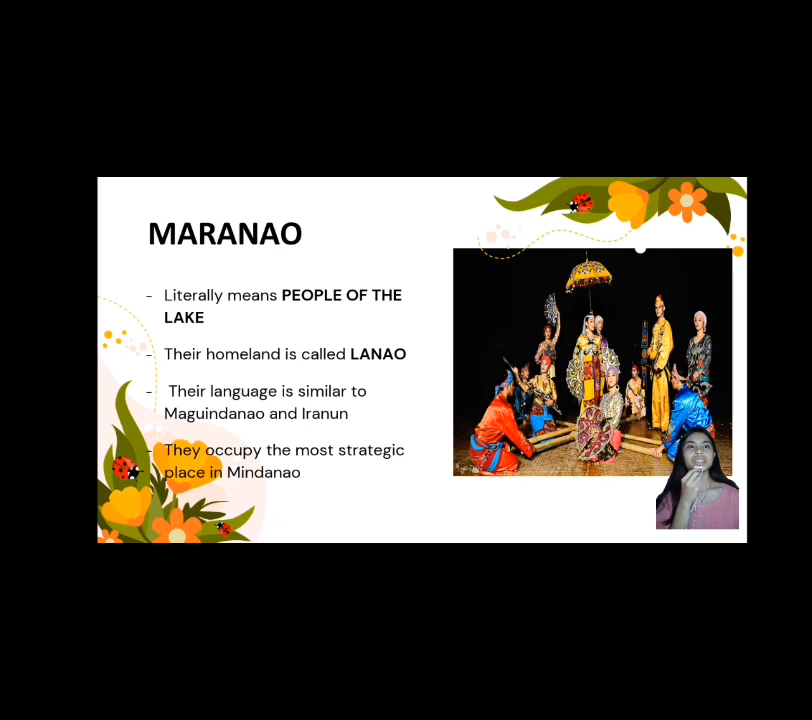 MARANAO
- Literally means PEOPLE OF THE
LAKE
- Their homeland is called LANAO
- Their language is similar to
Maguindanao and Iranun
- They occupy the most strategic
place in Mindanao